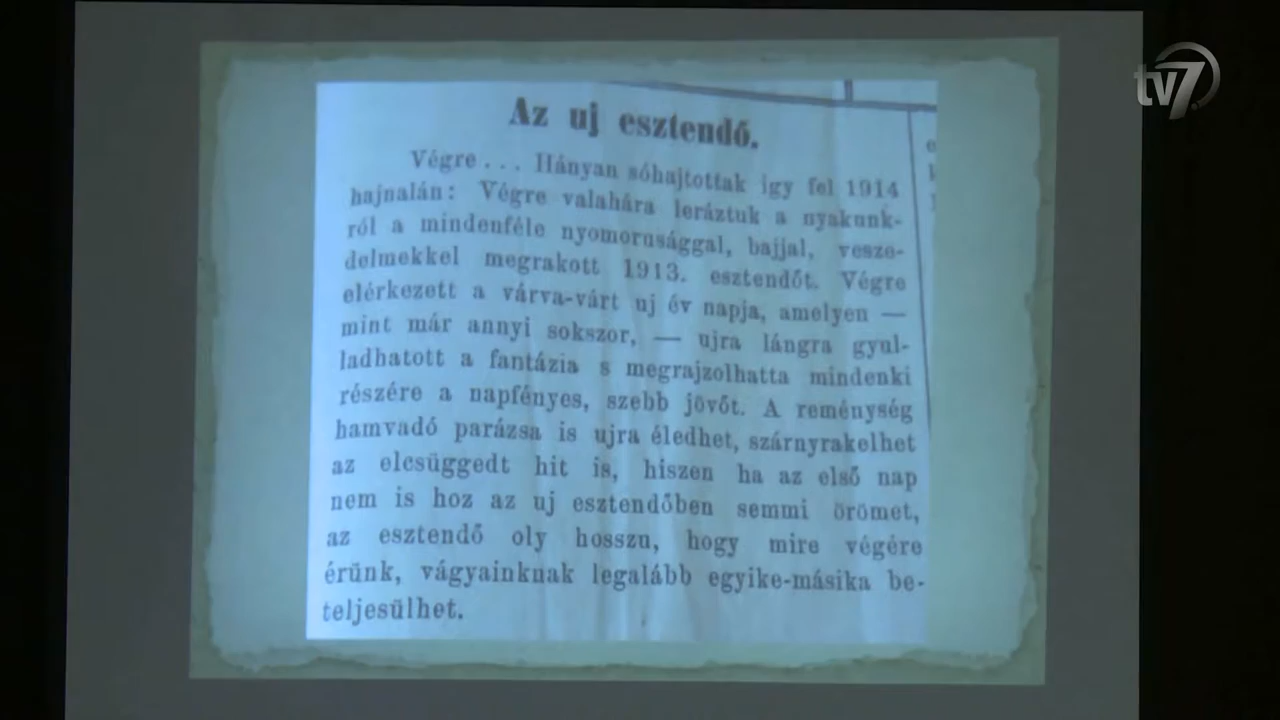 tv7
Az uj esztendő.
Végre . . . Hányan sóhajtottak igy fel 1914
hajnalán: Végre valahára leráztuk a nyakunk-
ról a mindenféle nyomorusággal, bajjal, vesze-
delmekkel megrakott 1913. esztendőt. Végre
elérkezett a várva-várt uj év napja, amelyen —
mint már annyi sokszor, — ujra lángra gyul-
ladhatott a fantázia s megrajzolhatta mindenki
részére a napfényes, szebb jövőt. A reménység
hamvadó parázsa is ujra éledhet, szárnyrakelhet
az elcsüggedt hit is, hiszen ha az első nap
nem is hoz az uj esztendőben semmi örömet,
az esztendő oly hosszu, hogy mire végére
érünk, vágyainknak legalább egyike-másika be-
teljesülhet.